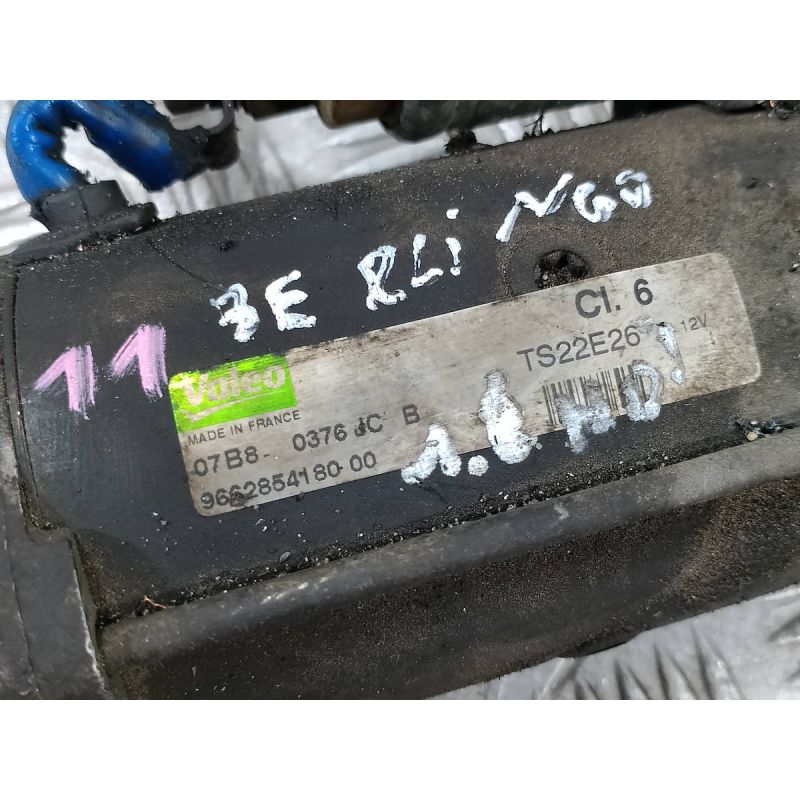 BERLiNGO
11
Cl. 6
TS22E26 12V
Valeo
MADE IN FRANCE
07B8 0376 JC B
9662854180-00
1.6 HDI